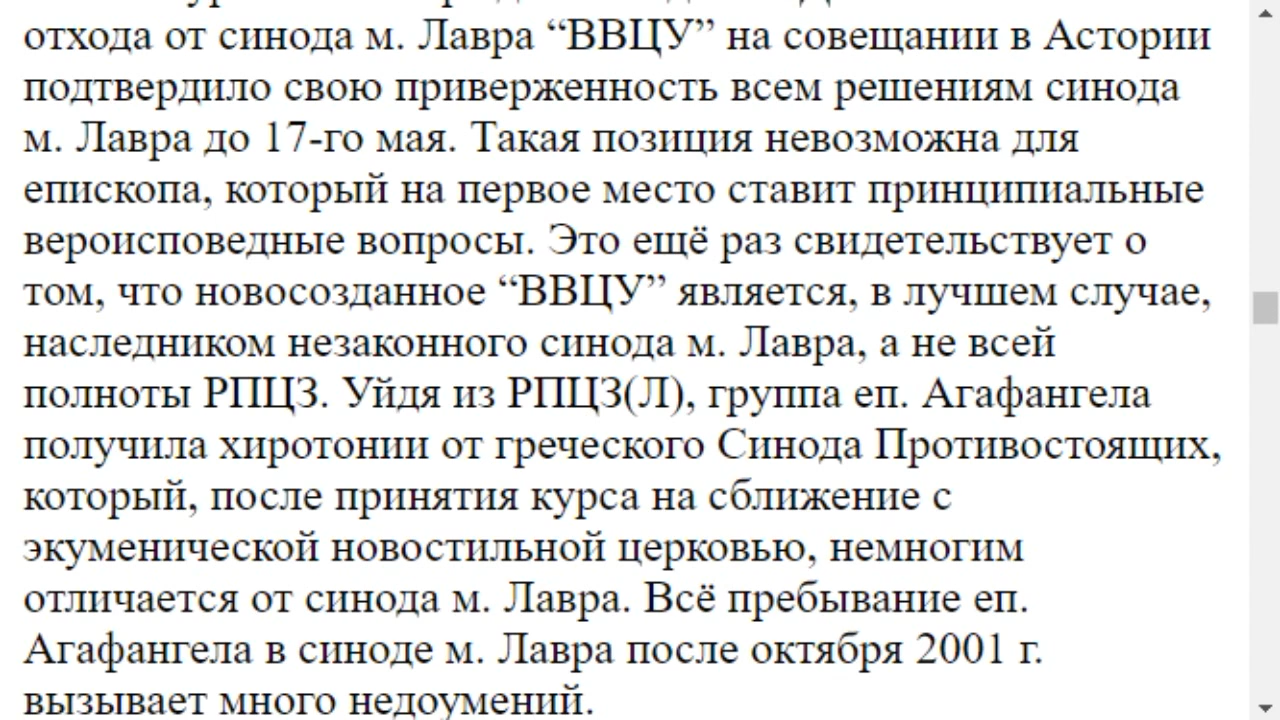 отхода от синода м. Лавра “ВВЦУ” на совещании в Астории
подтвердило свою приверженность всем решениям синода
м. Лавра до 17-го мая. Такая позиция невозможна для
епископа, который на первое место ставит принципиальные
вероисповедные вопросы. Это ещё раз свидетельствует о
том, что новосозданное “ВВЦУ” является, в лучшем случае,
наследником незаконного синода м. Лавра, а не всей
полноты РПЦЗ. Уйдя из РПЦЗ(Л), группа еп. Агафангела
получила хиротонии от греческого Синода Противостоящих,
который, после принятия курса на сближение с
экуменической новостильной церковью, немногим
отличается от синода м. Лавра. Всё пребывание еп.
Агафангела в синоде м. Лавра после октября 2001 г.
вызывает много недоумений.